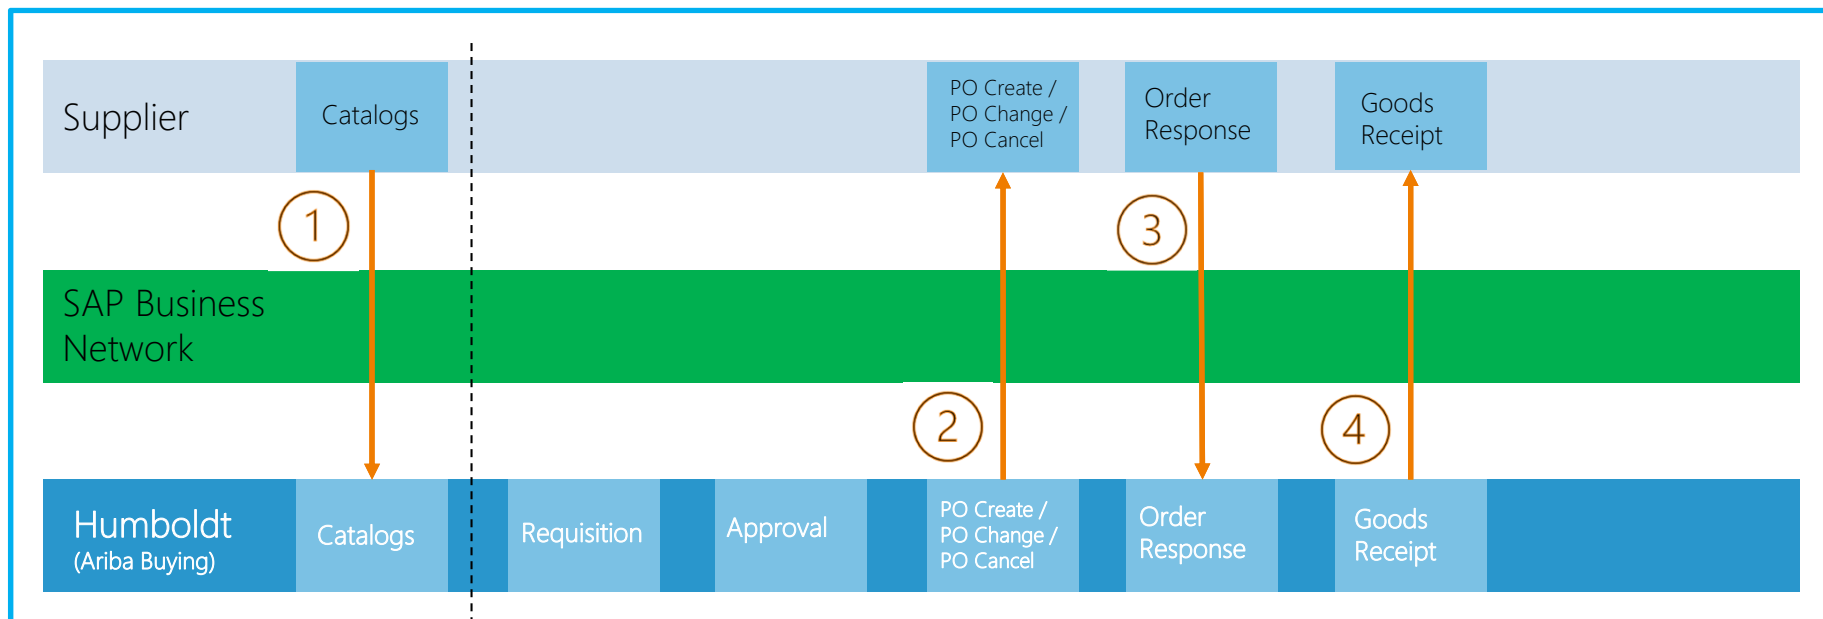 Supplier
Catalogs
PO Create /
PO Change /
PO Cancel
Order
Response
Goods
Receipt
1
3
SAP Business
Network
2
4
Humboldt
(Ariba Buying)
Catalogs
Requisition
Approval
PO Create /
PO Change /
PO Cancel
Order
Response
Goods
Receipt